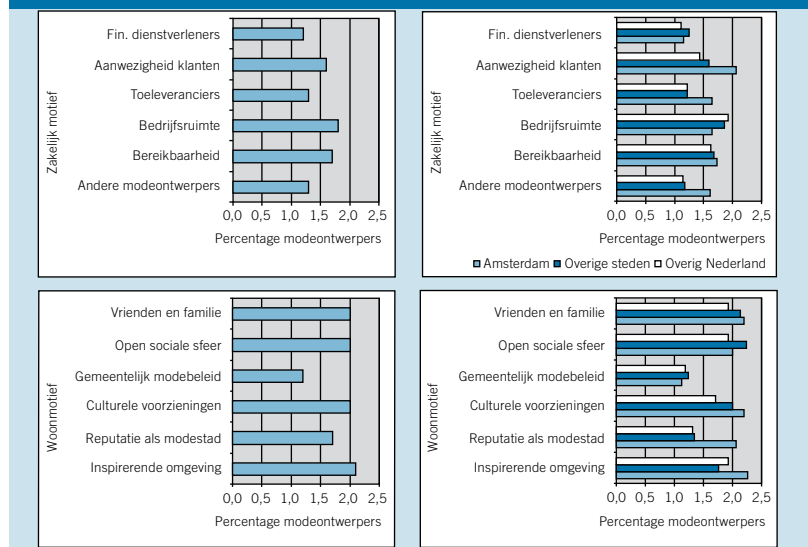 Zakelijk motief
Fin. dienstverleners
Aanwezigheid klanten
Toeleveranciers
Bedrijfsruimte
Bereikbaarheid
Andere modeontwerpers
0,0 0,5 1,0 1,5 2,0 2,5
Percentage modeontwerpers
Zakelijk motief
Fin. dienstverleners
Aanwezigheid klanten
Toeleveranciers
Bedrijfsruimte
Bereikbaarheid
Andere modeontwerpers
0,0 0,5 1,0 1,5 2,0 2,5
Percentage modeontwerpers
Amsterdam Overige steden Overig Nederland
Woonmotief
Vrienden en familie
Open sociale sfeer
Gemeentelijk modebeleid
Culturele voorzieningen
Reputatie als modestad
Inspirerende omgeving
0,0 0,5 1,0 1,5 2,0 2,5
Percentage modeontwerpers
Woonmotief
Vrienden en familie
Open sociale sfeer
Gemeentelijk modebeleid
Culturele voorzieningen
Reputatie als modestad
Inspirerende omgeving
0,0 0,5 1,0 1,5 2,0 2,5
Percentage modeontwerpers